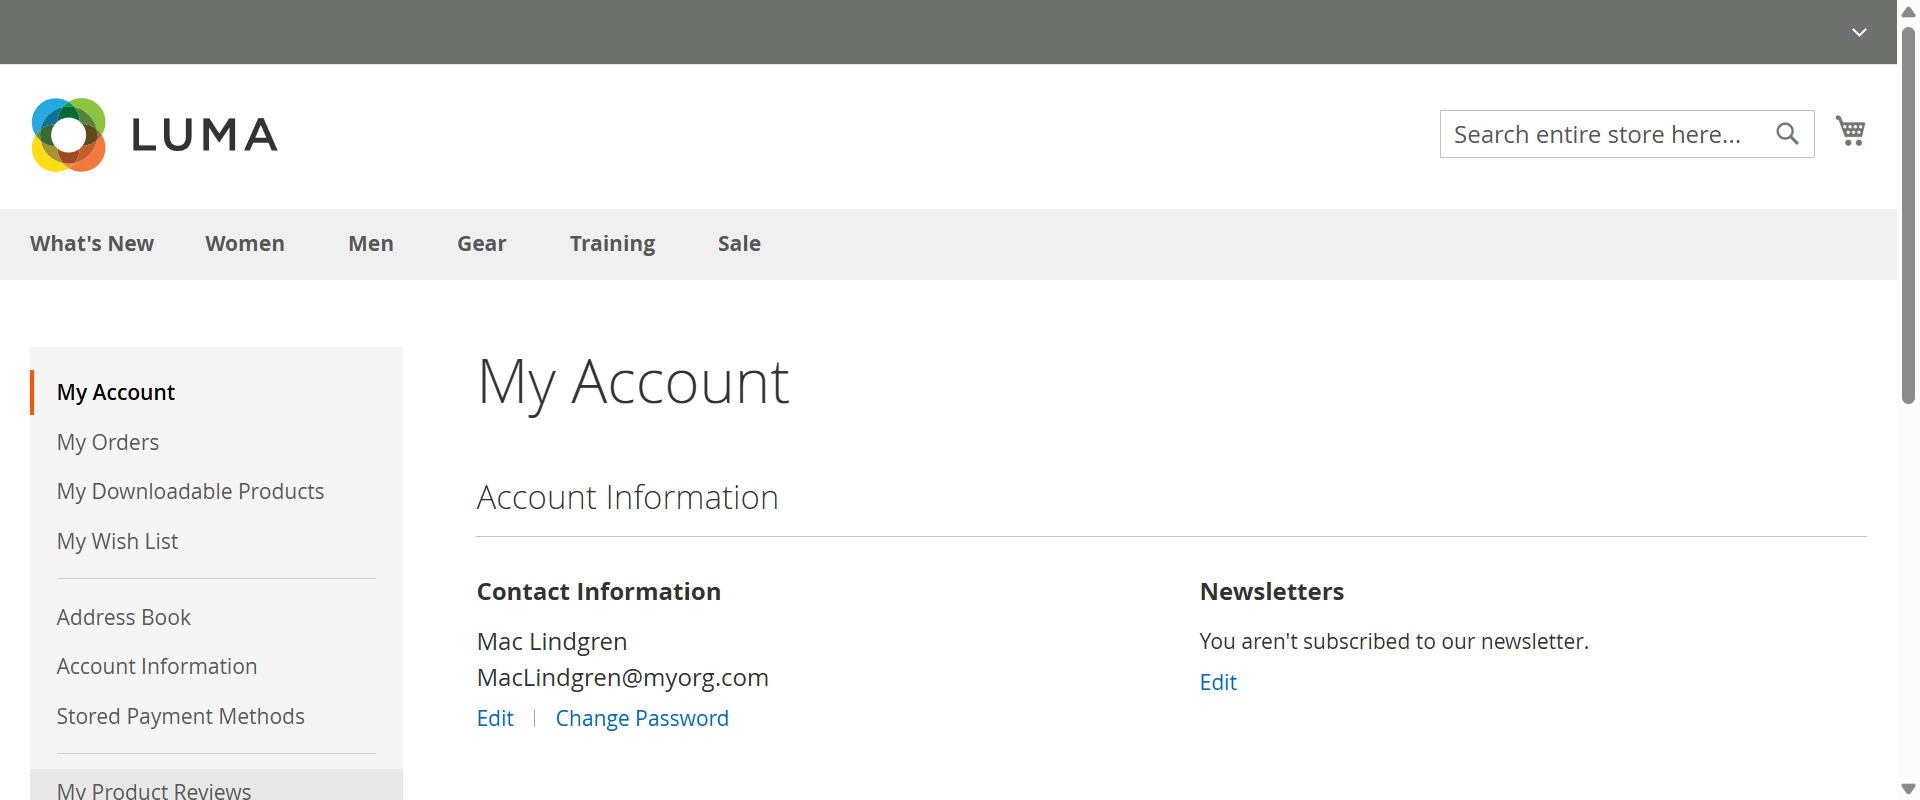 LUMA
Search entire store here...
What's New Women Men Gear Training Sale
My Account
My Orders
My Downloadable Products
My Wish List
Address Book
Account Information
Stored Payment Methods
My Product Reviews
My Account
Account Information
Contact Information
Mac Lindgren
MacLindgren@myorg.com
Edit Change Password
Newsletters
You aren't subscribed to our newsletter.
Edit